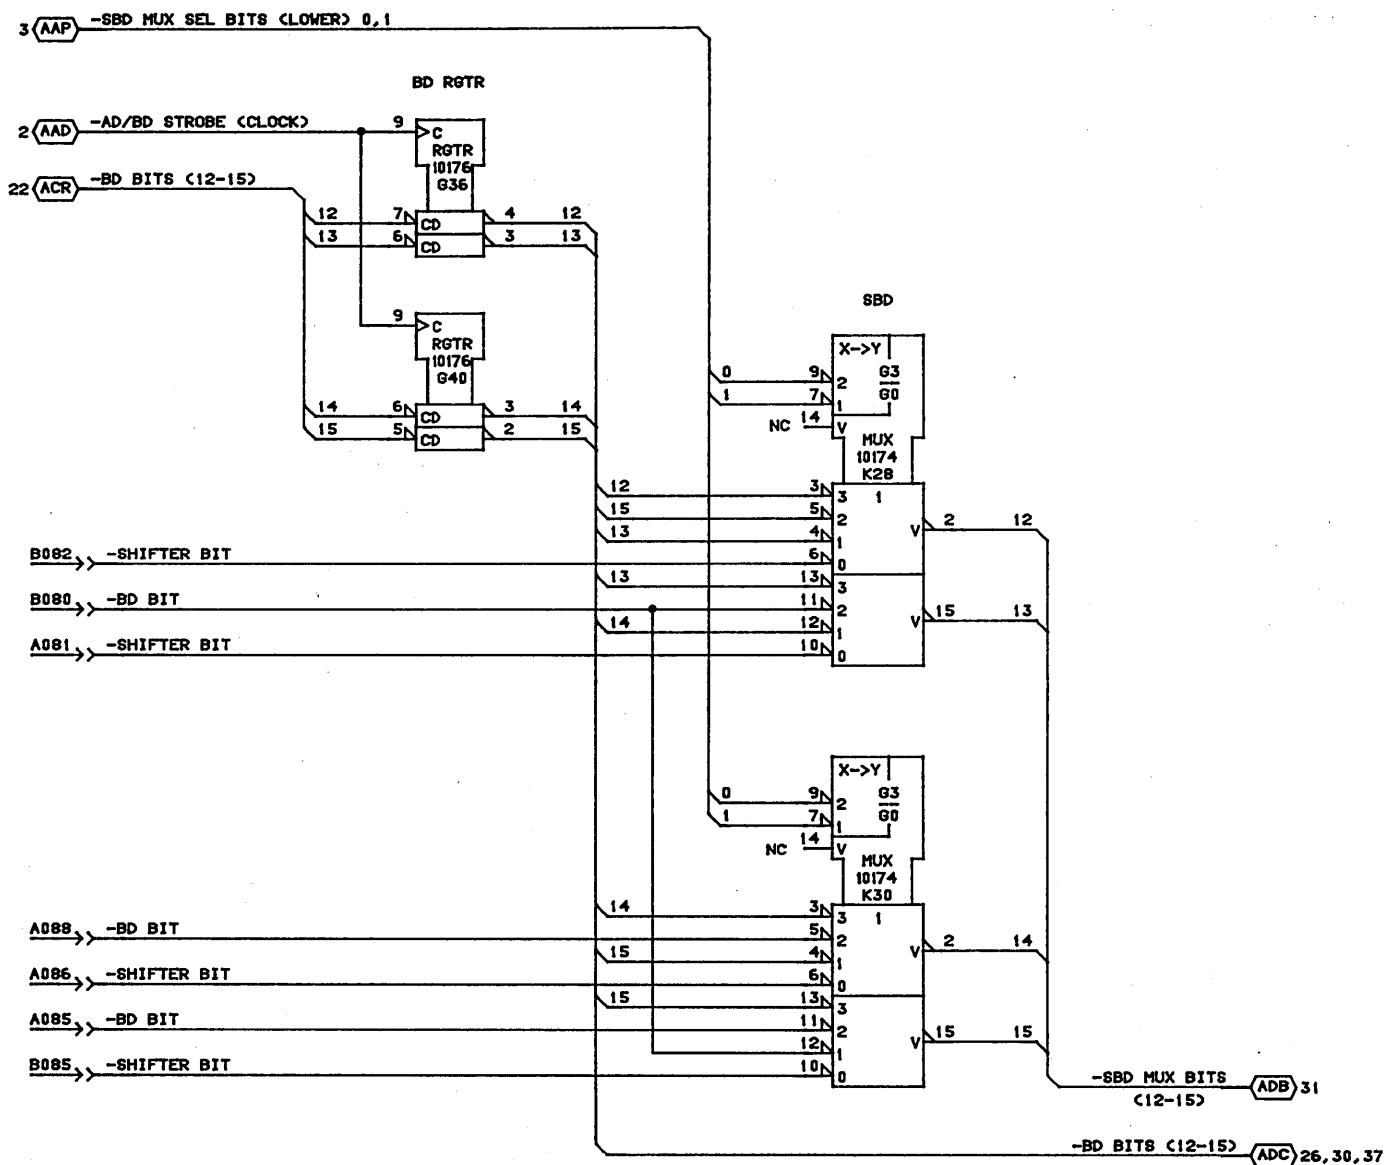 3 AAP -SBD MUX SEL BITS (LOWER) 0,1
BD RGTR
2 AAD -AD/BD STROBE (CLOCK) 9 C
RGTR
10176
G36
22 ACR -BD BITS (12-15)
12 7 CD 4 12
13 6 CD 3 13
9 C
RGTR
10176
G40
14 6 CD 3 14
15 5 CD 2 15
SBD
X->Y
0 9 2 G3
1 7 1 G0
NC 14 V
MUX
10174
K28
12 3 3 1
15 5 2 V 2 12
13 4 1
B082 -SHIFTER BIT 6 0
13 13 3
B080 -BD BIT 11 2 V 15 13
14 12 1
A081 -SHIFTER BIT 10 0
X->Y
0 9 2 G3
1 7 1 G0
NC 14 V
MUX
10174
K30
14 3 3 1
A088 -BD BIT 5 2 V 2 14
15 4 1
A086 -SHIFTER BIT 6 0
15 13 3
A085 -BD BIT 11 2 V 15 15
12 1
B085 -SHIFTER BIT 10 0
-SBD MUX BITS ADB 31
(12-15)
-BD BITS (12-15) ADC 26,30,37